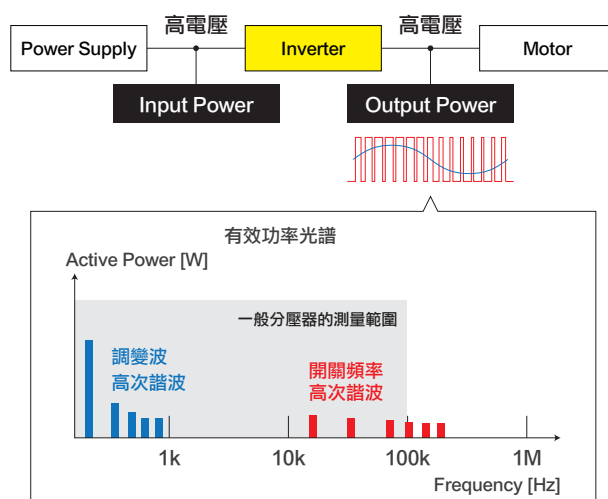 高電壓
高電壓
Power Supply
Inverter
Motor
Input Power
Output Power
有效功率光譜
Active Power [W]
一般分壓器的測量範圍
調變波
高次諧波
開關頻率
高次諧波
1k
10k
100k
1M
Frequency [Hz]